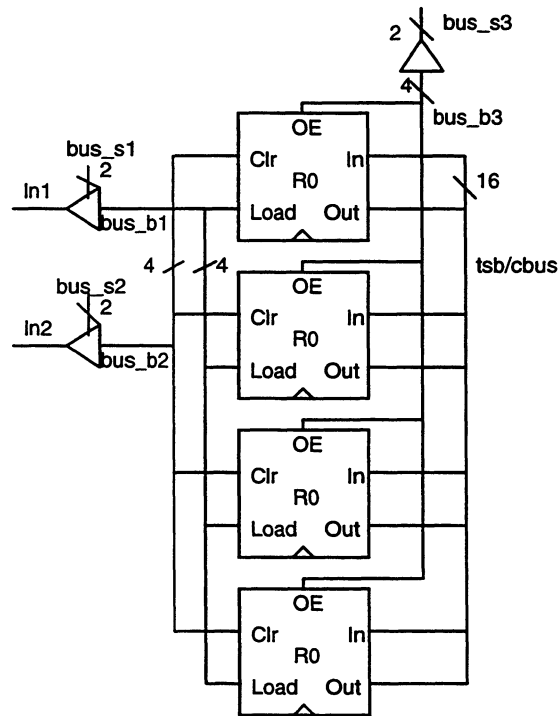 bus_s3
2
4
bus_b3
OE
bus_s1
Clr
In
2
R0
16
In1
bus_b1
Load
Out
4
4
tsb/cbus
bus_s2
OE
2
Clr
In
In2
bus_b2
R0
Load
Out
OE
Clr
In
R0
Load
Out
OE
Clr
In
R0
Load
Out